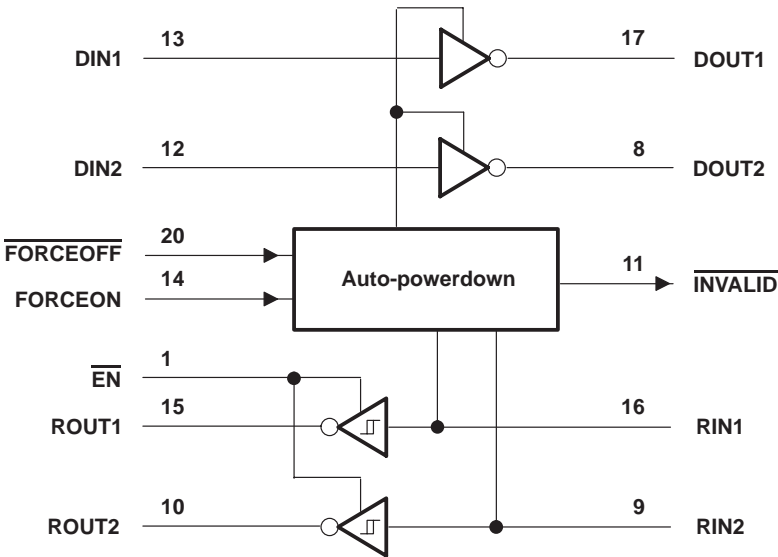 13
17
DIN1
DOUT1
12
8
DIN2
DOUT2
20
FORCEOFF
11
Auto-powerdown
14
INVALID
FORCEON
1
EN
15
16
ROUT1
RIN1
10
9
ROUT2
RIN2